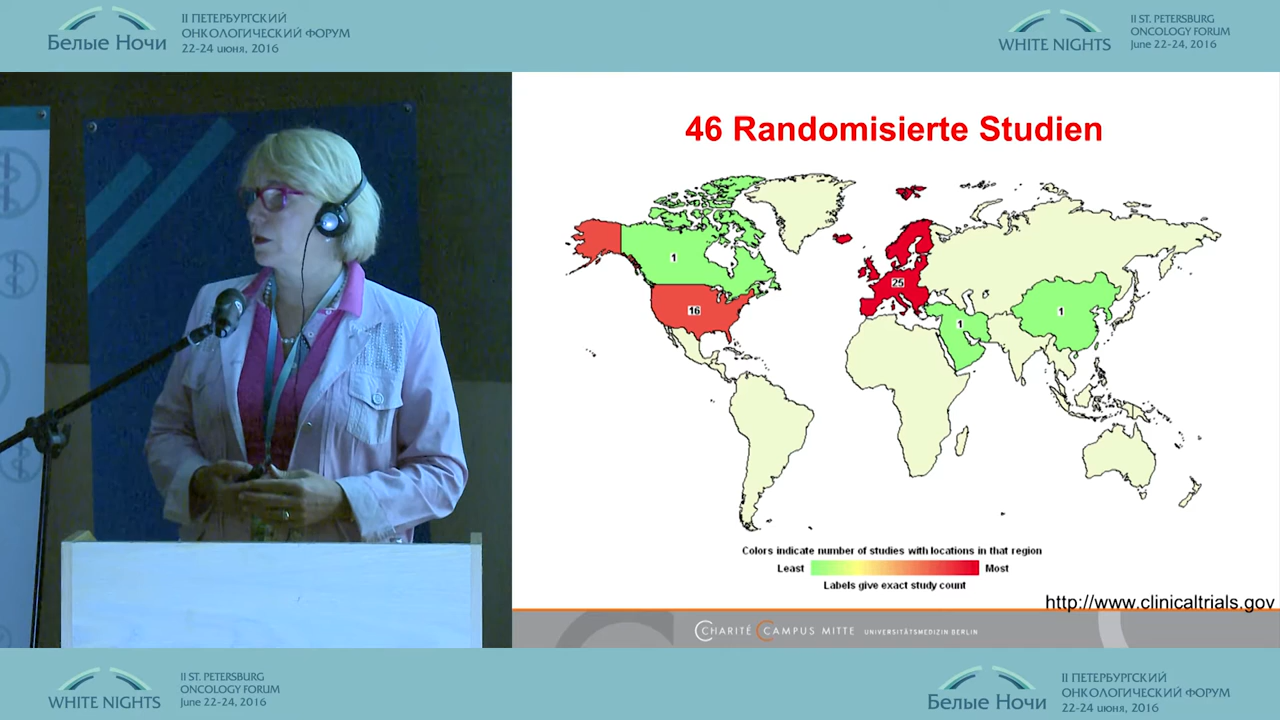 Белые Ночи
II ПЕТЕРБУРГСКИЙ
ОНКОЛОГИЧЕСКИЙ ФОРУМ
22-24 июня, 2016
WHITE NIGHTS
II ST. PETERSBURG
ONCOLOGY FORUM
June 22-24, 2016
46 Randomisierte Studien
1
16
25
1
1
Colors indicate number of studies with locations in that region
Least
Most
Labels give exact study count
http://www.clinicaltrials.gov
CHARITÉ CAMPUS MITTE UNIVERSITÄTSMEDIZIN BERLIN
WHITE NIGHTS
II ST. PETERSBURG
ONCOLOGY FORUM
June 22-24, 2016
Белые Ночи
II ПЕТЕРБУРГСКИЙ
ОНКОЛОГИЧЕСКИЙ ФОРУМ
22-24 июня, 2016